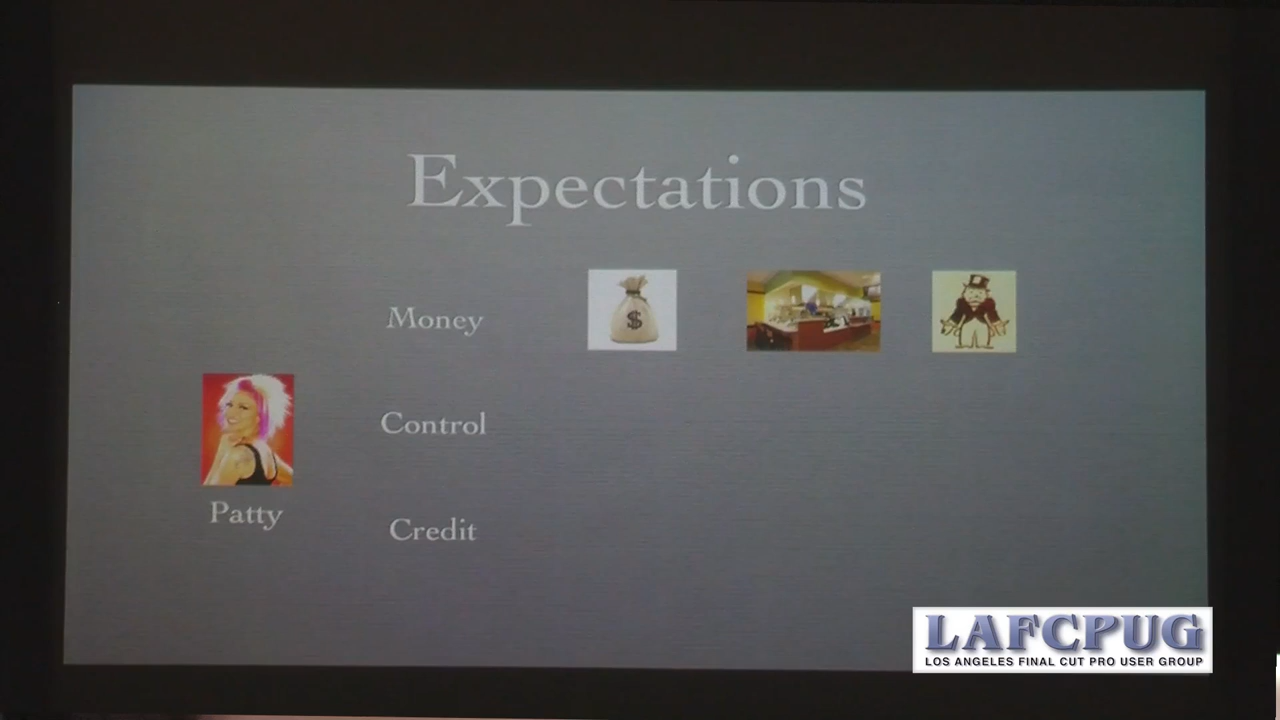 Expectations
Money
$
Control
Patty
Credit
LAFCPUG
LOS ANGELES FINAL CUT PRO USER GROUP